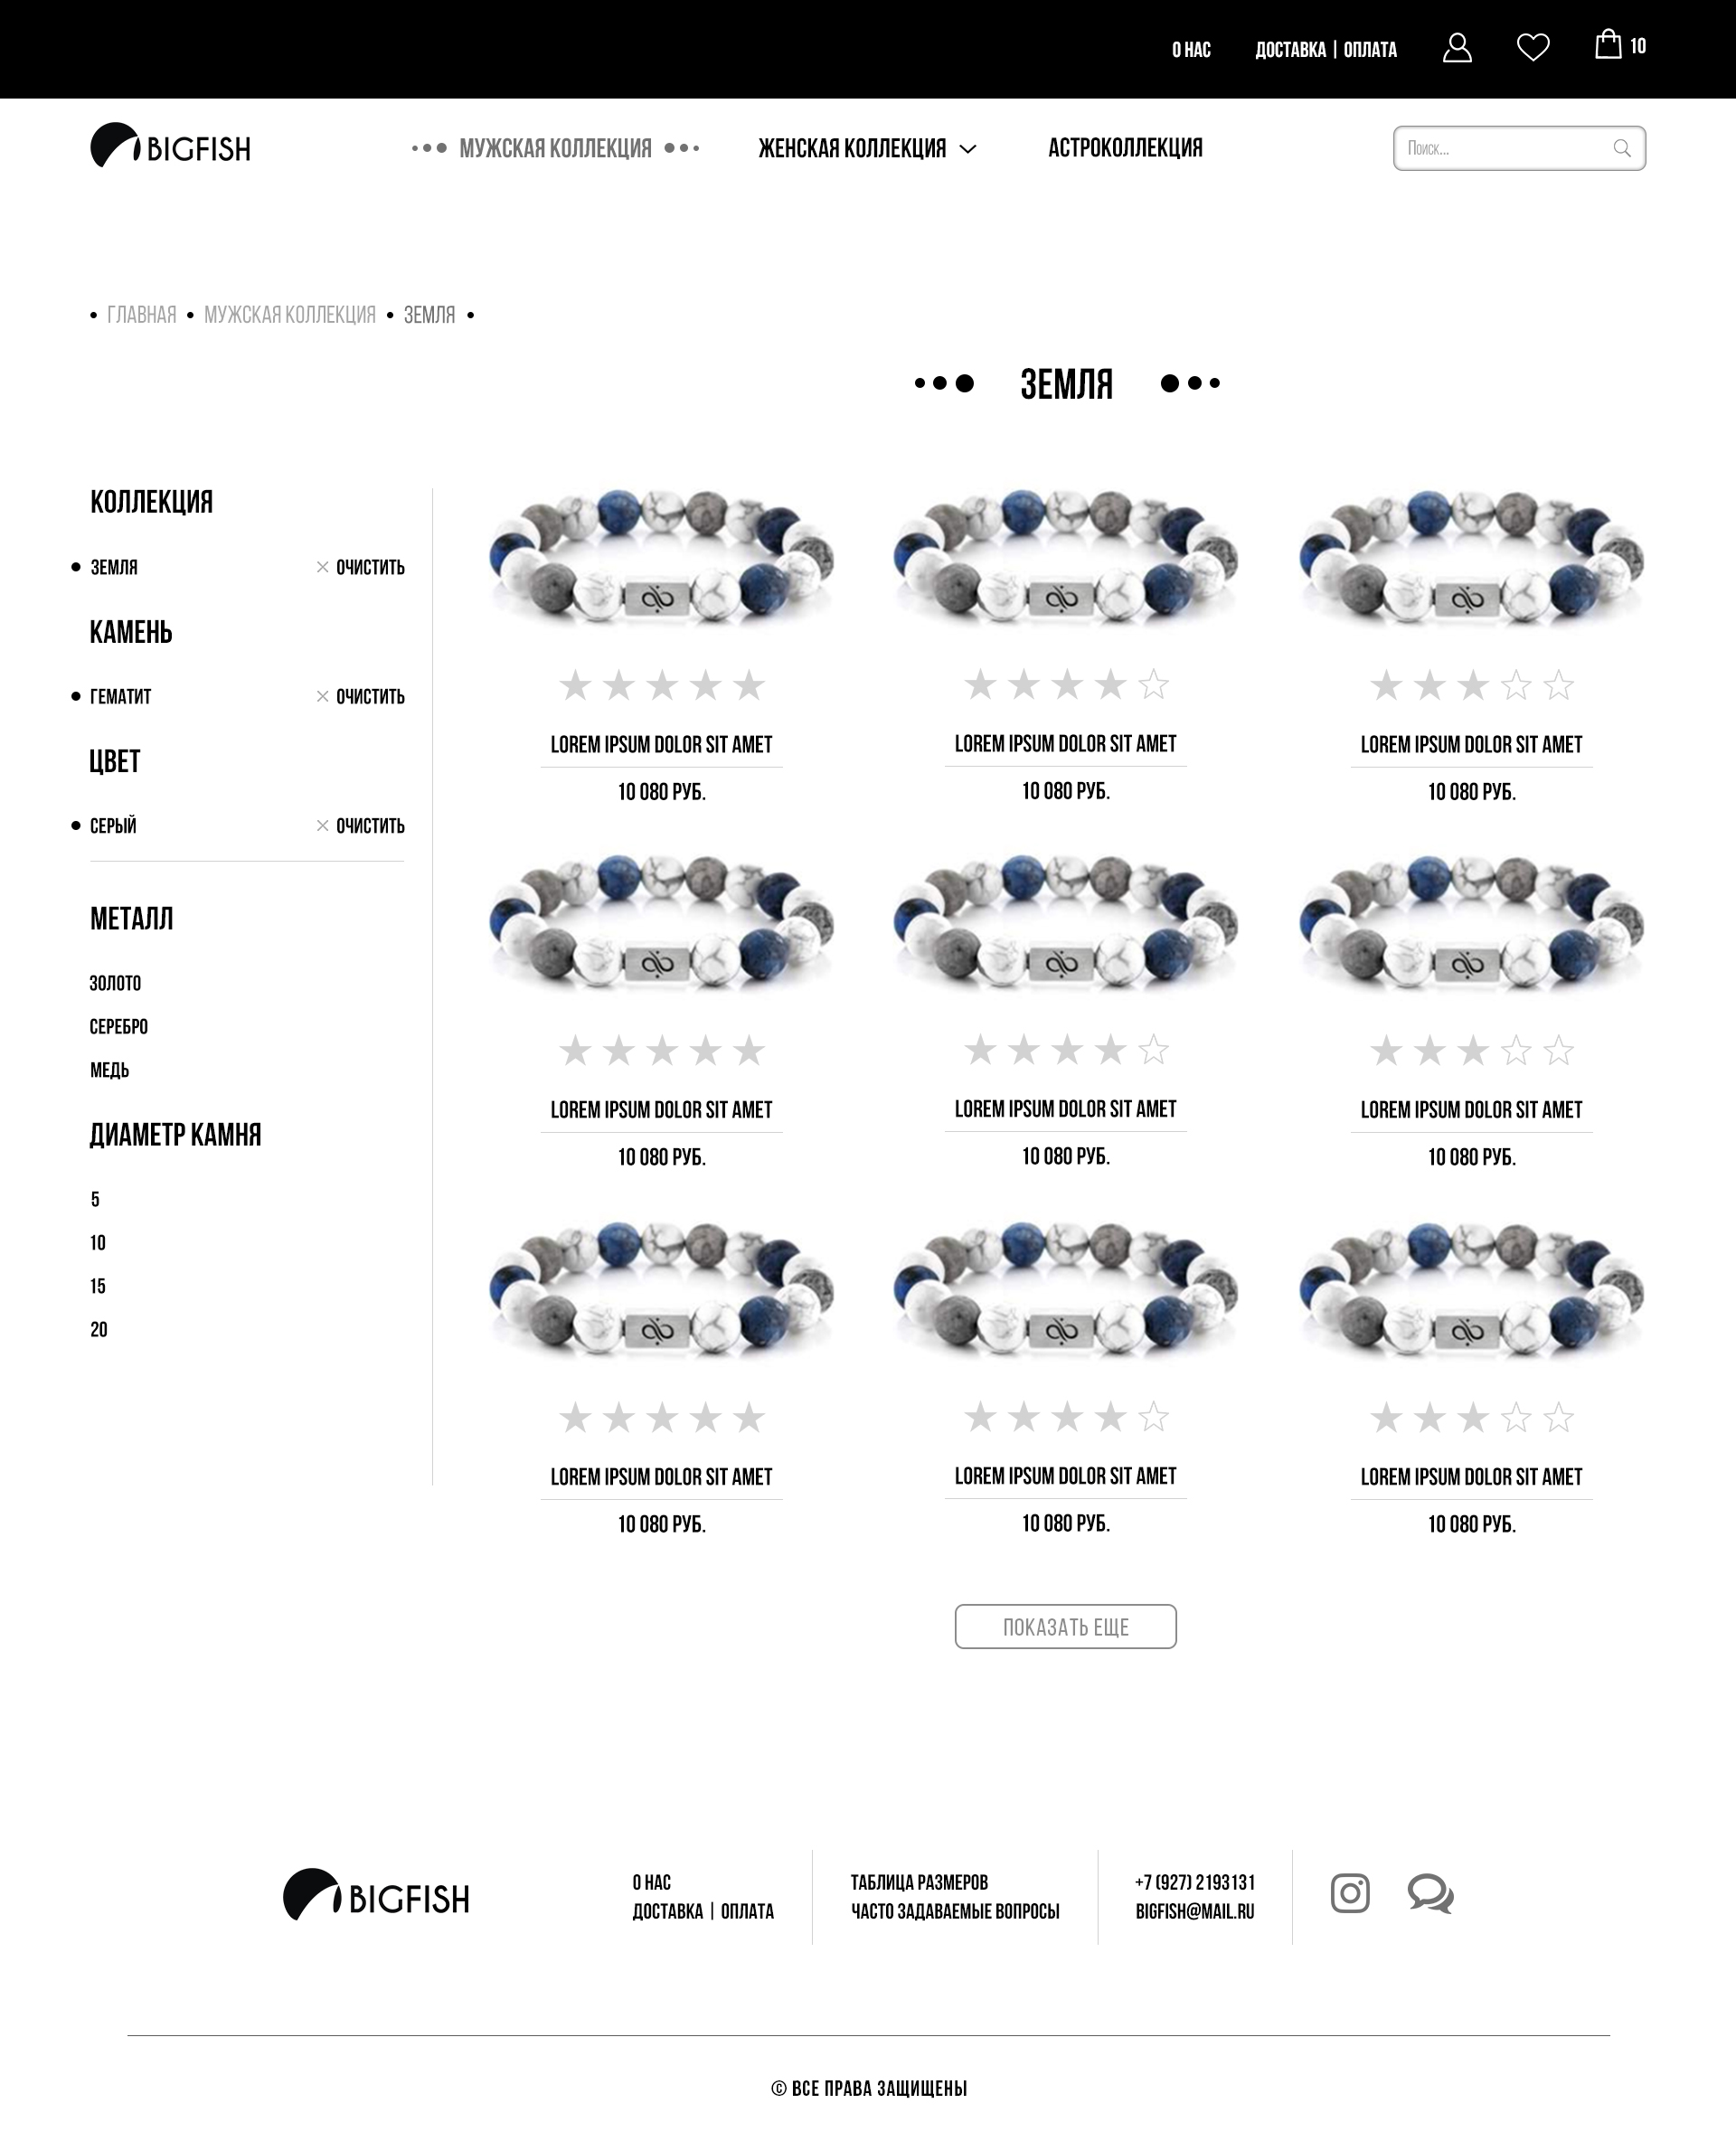 О НАС
ДОСТАВКА | ОПЛАТА
10
BIGFISH
МУЖСКАЯ КОЛЛЕКЦИЯ
ЖЕНСКАЯ КОЛЛЕКЦИЯ
АСТРОКОЛЛЕКЦИЯ
Поиск...
• ГЛАВНАЯ • МУЖСКАЯ КОЛЛЕКЦИЯ • ЗЕМЛЯ •
ЗЕМЛЯ
КОЛЛЕКЦИЯ
ЗЕМЛЯ
ОЧИСТИТЬ
КАМЕНЬ
ГЕМАТИТ
ОЧИСТИТЬ
ЦВЕТ
СЕРЫЙ
ОЧИСТИТЬ
МЕТАЛЛ
ЗОЛОТО
СЕРЕБРО
МЕДЬ
ДИАМЕТР КАМНЯ
5
10
15
20
LOREM IPSUM DOLOR SIT AMET
10 080 РУБ.
LOREM IPSUM DOLOR SIT AMET
10 080 РУБ.
LOREM IPSUM DOLOR SIT AMET
10 080 РУБ.
LOREM IPSUM DOLOR SIT AMET
10 080 РУБ.
LOREM IPSUM DOLOR SIT AMET
10 080 РУБ.
LOREM IPSUM DOLOR SIT AMET
10 080 РУБ.
LOREM IPSUM DOLOR SIT AMET
10 080 РУБ.
LOREM IPSUM DOLOR SIT AMET
10 080 РУБ.
LOREM IPSUM DOLOR SIT AMET
10 080 РУБ.
ПОКАЗАТЬ ЕЩЕ
BIGFISH
О НАС
ДОСТАВКА | ОПЛАТА
ТАБЛИЦА РАЗМЕРОВ
ЧАСТО ЗАДАВАЕМЫЕ ВОПРОСЫ
+7 (927) 2193131
BIGFISH@MAIL.RU
© ВСЕ ПРАВА ЗАЩИЩЕНЫ